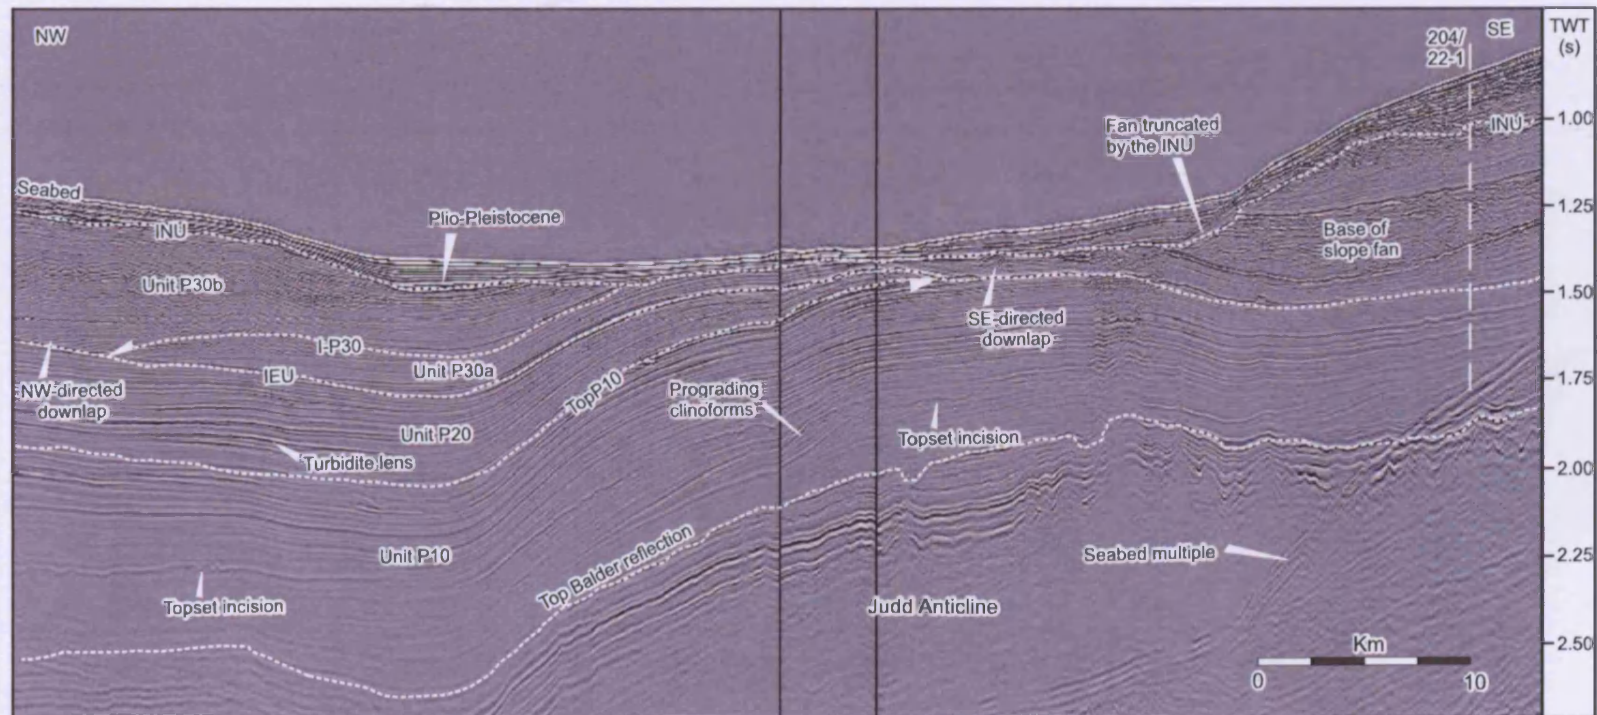 NW
204/
22-1
SE
TWT
(s)
1.00
Fan truncated
by the INU
INU
Seabed
Plio-Pleistocene
1.25
INU
Base of
slope fan
Unit P30b
1.50
SE-directed
downlap
I-P30
IEU
Unit P30a
1.75
NW-directed
downlap
TopP10
Prograding
clinoforms
Unit P20
Topset incision
Turbidite lens
2.00
Unit P10
Seabed multiple
2.25
Top Balder reflection
Topset incision
Judd Anticline
Km
2.50
0
10